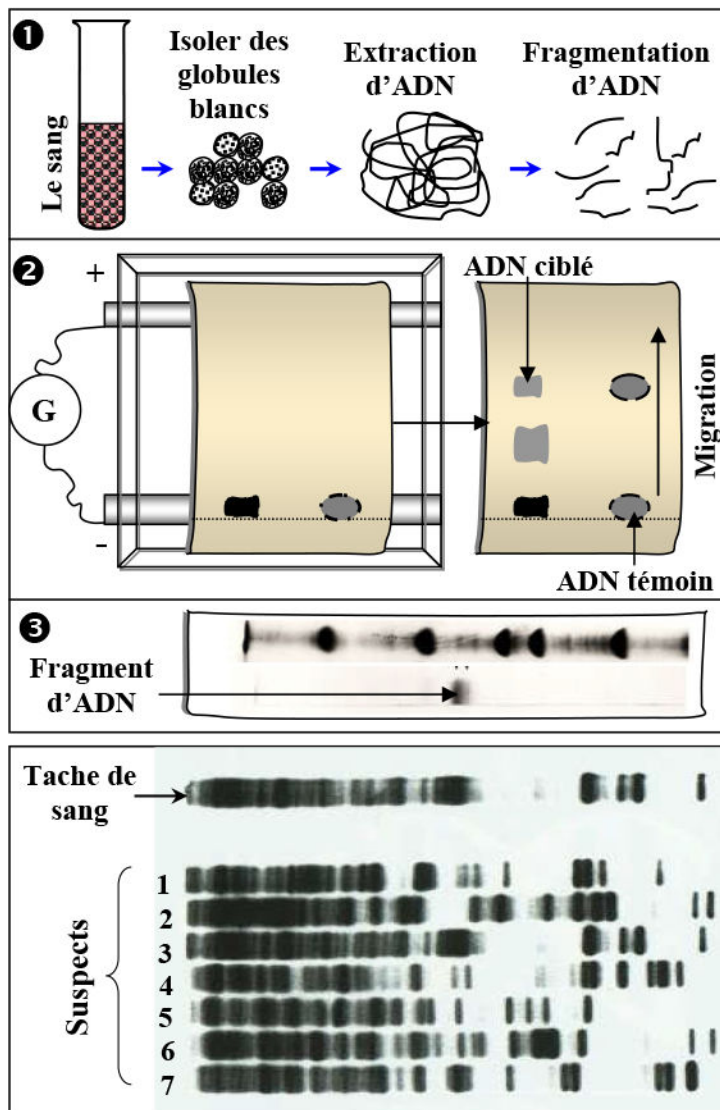 ❶
Le sang
Isoler des
globules
blancs
Extraction
d’ADN
Fragmentation
d’ADN
❷
+
G
-
ADN ciblé
Migration
ADN témoin
❸
Fragment
d’ADN
Tache de
sang
Suspects
1
2
3
4
5
6
7